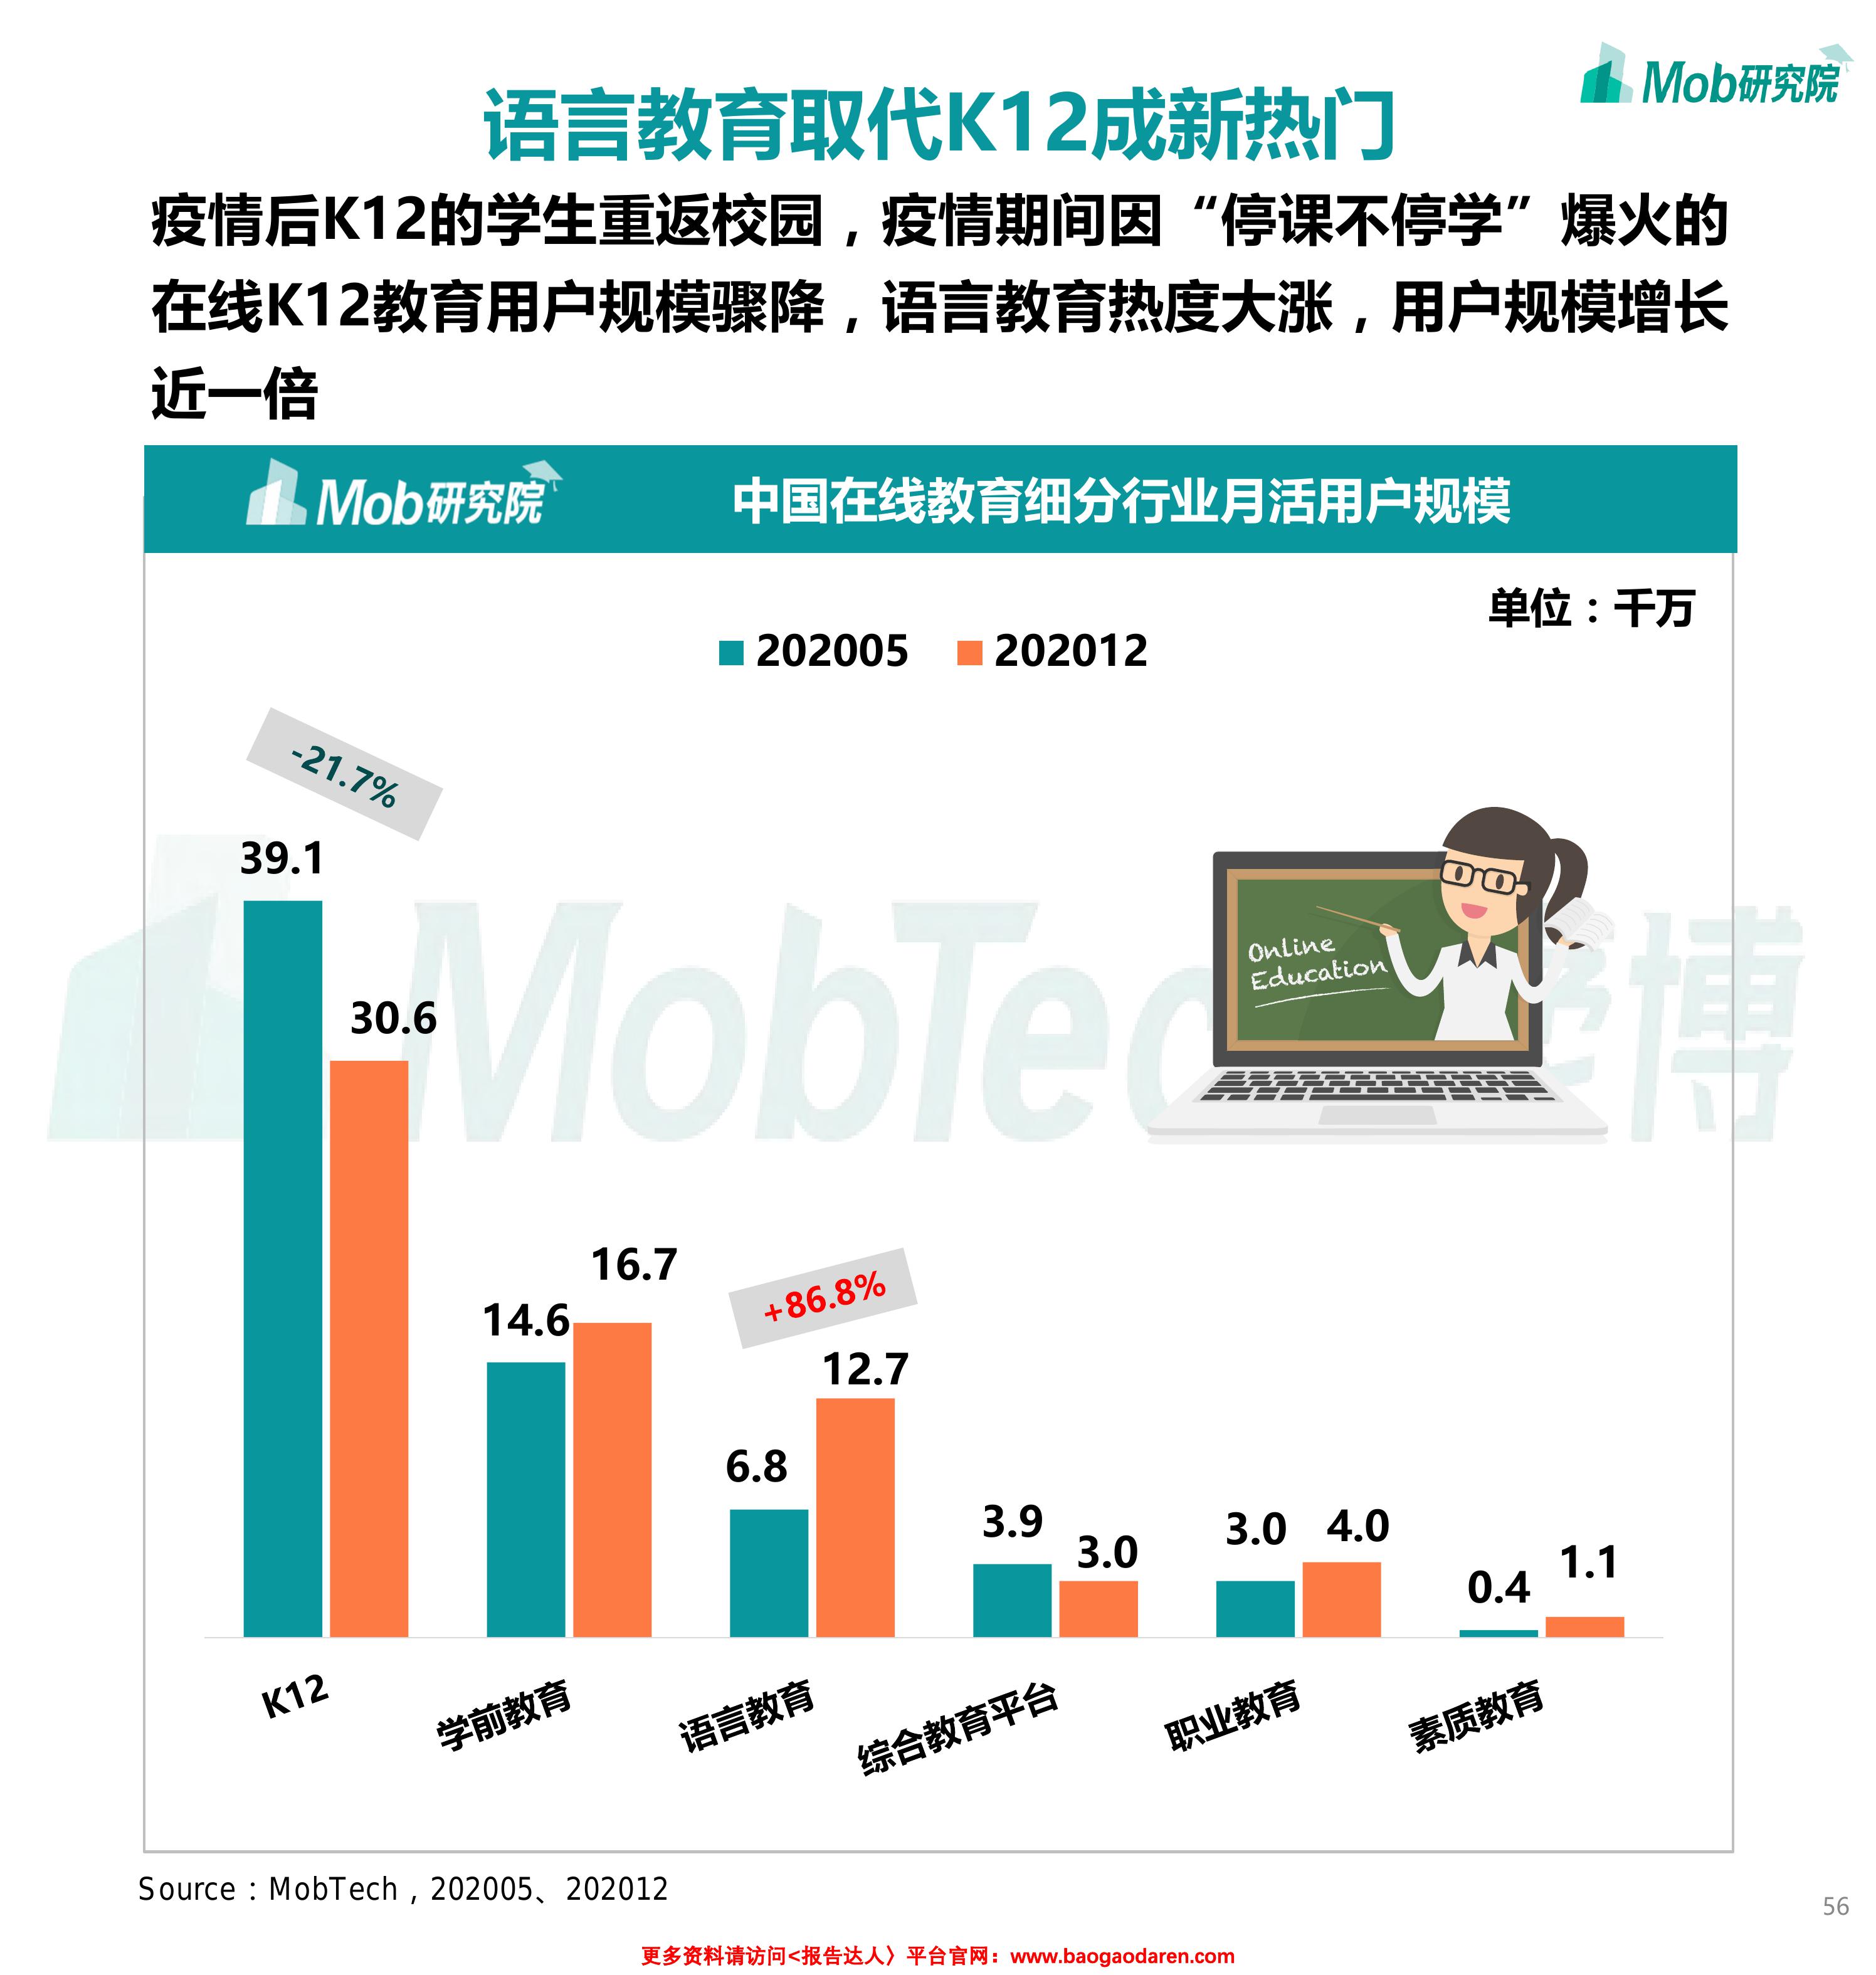 Mob研究院
语言教育取代K12成新热门
疫情后K12的学生重返校园，疫情期间因“停课不停学”爆火的
在线K12教育用户规模骤降，语言教育热度大涨，用户规模增长
近一倍
Mob研究院
中国在线教育细分行业月活用户规模
单位：千万
202005 202012
-21.7%
39.1
30.6
Online
Education
16.7
14.6
+86.8%
12.7
6.8
3.9
3.0
3.0
4.0
0.4
1.1
K12
学前教育
语言教育
综合教育平台
职业教育
素质教育
Source：MobTech，202005、202012
56
更多资料请访问<报告达人〉平台官网：www.baogaodaren.com